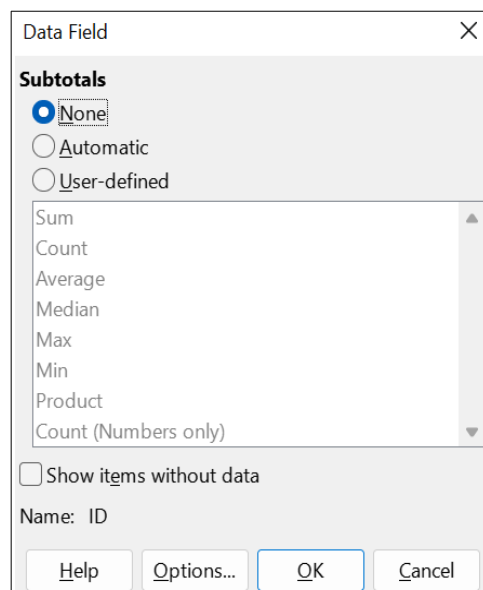 Data Field
Subtotals
None
Automatic
User-defined
Sum
Count
Average
Median
Max
Min
Product
Count (Numbers only)
Show items without data
Name: ID
Help Options... OK Cancel